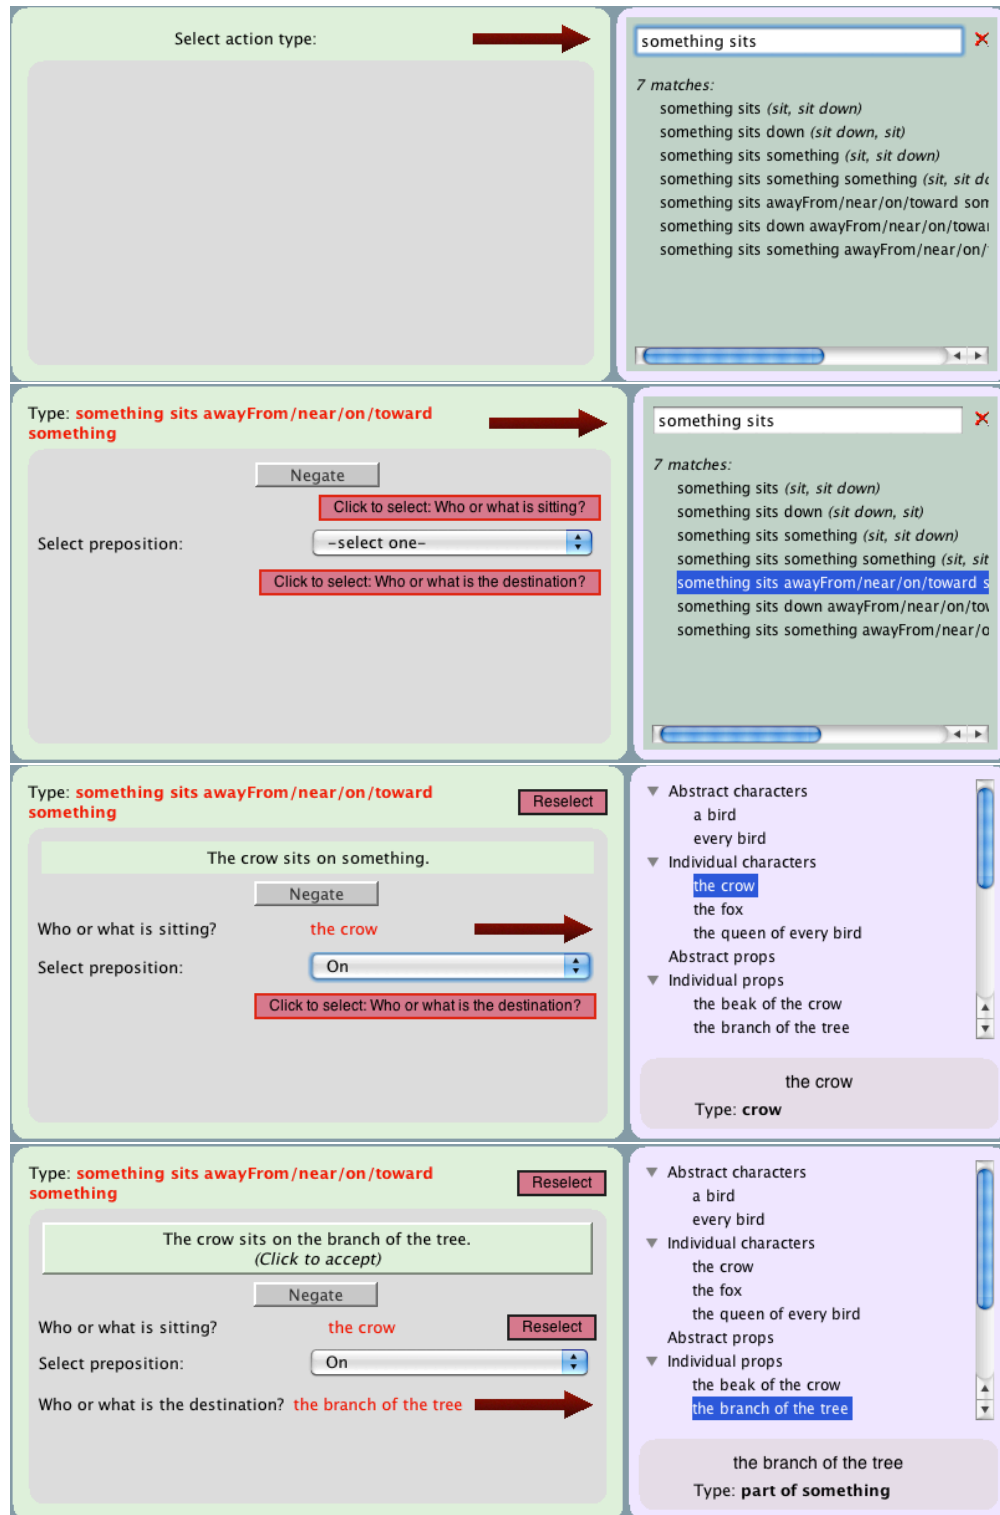 Select action type:
something sits
7 matches:
something sits (sit, sit down)
something sits down (sit down, sit)
something sits something (sit, sit down)
something sits something something (sit, sit do
something sits awayFrom/near/on/toward som
something sits down awayFrom/near/on/towar
something sits something awayFrom/near/on/
Type: something sits awayFrom/near/on/toward
something
Negate
Click to select: Who or what is sitting?
Select preposition:
-select one-
Click to select: Who or what is the destination?
something sits
7 matches:
something sits (sit, sit down)
something sits down (sit down, sit)
something sits something (sit, sit down)
something sits something something (sit, sit
something sits awayFrom/near/on/toward s
something sits down awayFrom/near/on/tow
something sits something awayFrom/near/o
Type: something sits awayFrom/near/on/toward
something
Reselect
The crow sits on something.
Negate
Who or what is sitting? the crow
Select preposition: On
Click to select: Who or what is the destination?
Abstract characters
a bird
every bird
Individual characters
the crow
the fox
the queen of every bird
Abstract props
Individual props
the beak of the crow
the branch of the tree
the crow
Type: crow
Type: something sits awayFrom/near/on/toward
something
Reselect
The crow sits on the branch of the tree.
(Click to accept)
Negate
Who or what is sitting? the crow Reselect
Select preposition: On
Who or what is the destination? the branch of the tree
Abstract characters
a bird
every bird
Individual characters
the crow
the fox
the queen of every bird
Abstract props
Individual props
the beak of the crow
the branch of the tree
the branch of the tree
Type: part of something